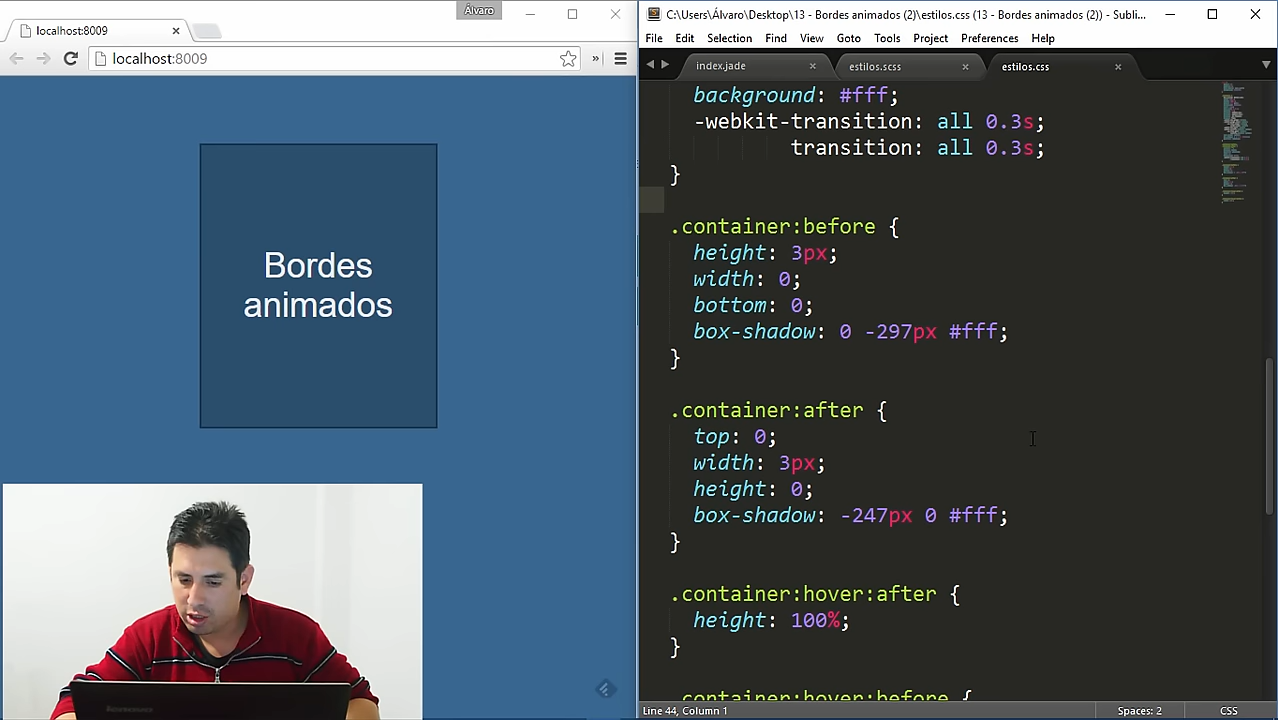 Álvaro
localhost:8009
localhost:8009
Bordes
animados
C:\Users\Álvaro\Desktop\13 - Bordes animados (2)\estilos.css (13 - Bordes animados (2)) - Subli...
File Edit Selection Find View Goto Tools Project Preferences Help
index.jade estilos.scss estilos.css
background: #fff;
-webkit-transition: all 0.3s;
transition: all 0.3s;
}
.container:before {
height: 3px;
width: 0;
bottom: 0;
box-shadow: 0 -297px #fff;
}
.container:after {
top: 0;
width: 3px;
height: 0;
box-shadow: -247px 0 #fff;
}
.container:hover:after {
height: 100%;
}
.container:hover:before {
Line 44, Column 1 Spaces: 2 CSS